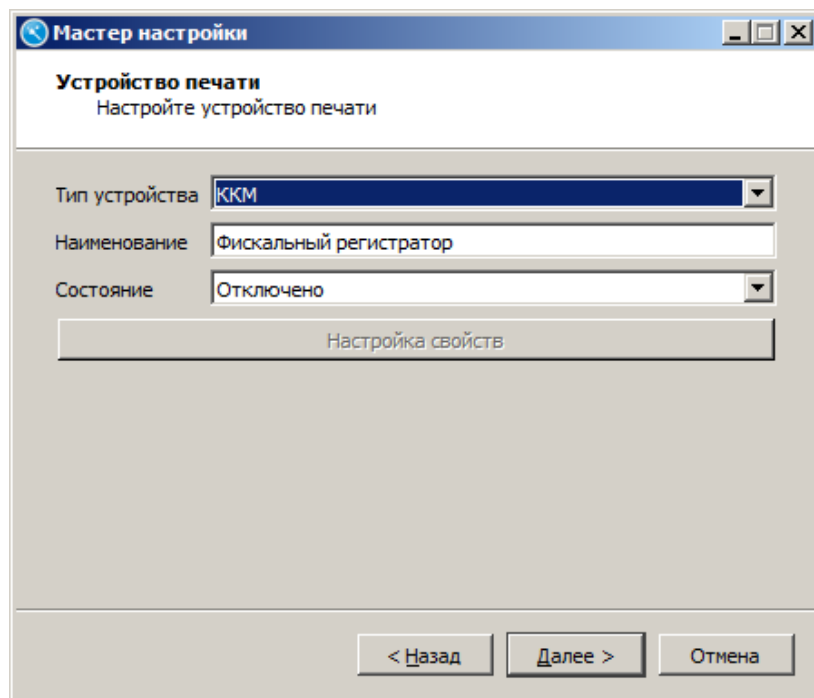 Мастер настройки
Устройство печати
Настройте устройство печати
Тип устройства ККМ
Наименование Фискальный регистратор
Состояние Отключено
Настройка свойств
< Назад Далее > Отмена